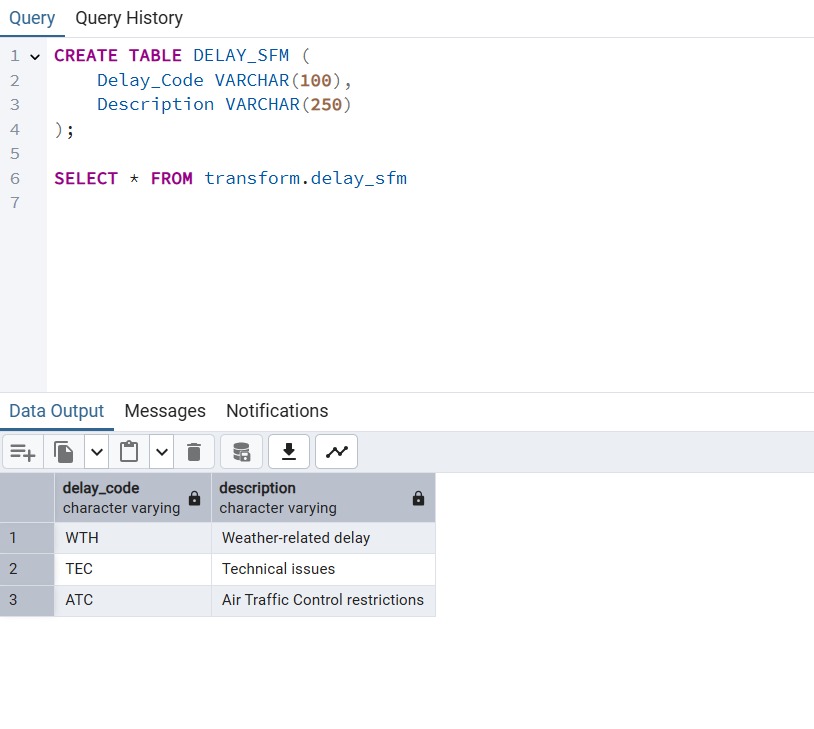 Query Query History
1 CREATE TABLE DELAY_SFM (
2 Delay_Code VARCHAR(100),
3 Description VARCHAR(250)
4 );
5
6 SELECT * FROM transform.delay_sfm
7
Data Output Messages Notifications
delay_code description
character varying character varying
1 WTH Weather-related delay
2 TEC Technical issues
3 ATC Air Traffic Control restrictions